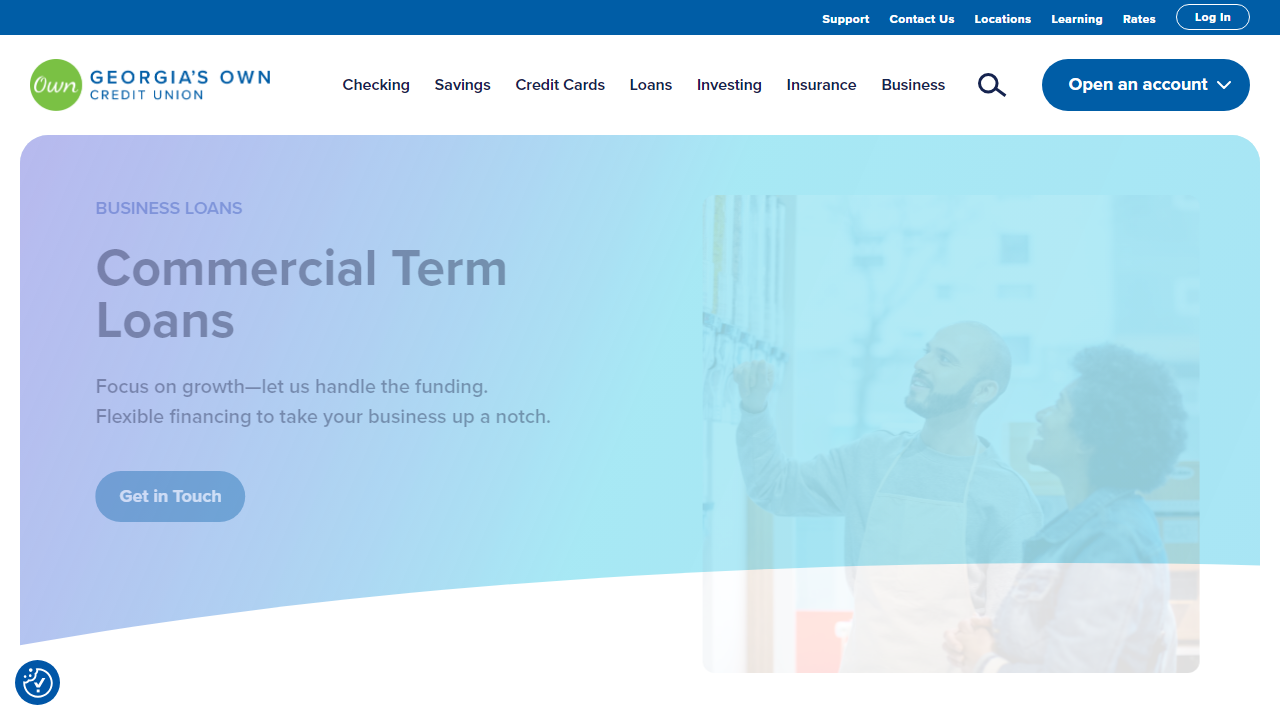 Support Contact Us Locations Learning Rates Log In
Own GEORGIA'S OWN
CREDIT UNION
Checking Savings Credit Cards Loans Investing Insurance Business Open an account
BUSINESS LOANS
Commercial Term
Loans
Focus on growth—let us handle the funding.
Flexible financing to take your business up a notch.
Get in Touch